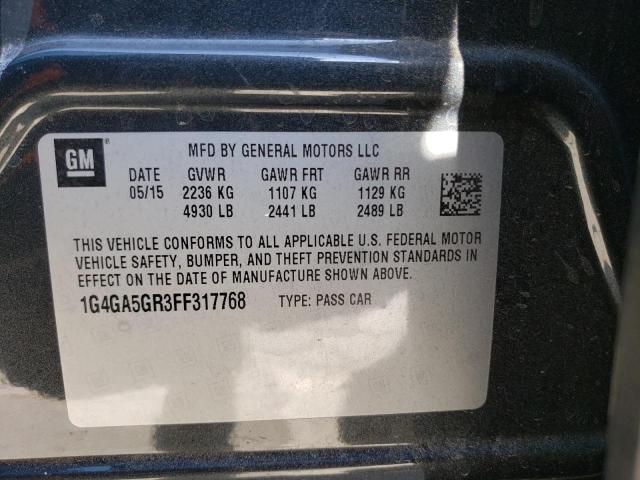 GM ®
MFD BY GENERAL MOTORS LLC
DATE GVWR GAWR FRT GAWR RR
05/15 2236 KG 1107 KG 1129 KG
4930 LB 2441 LB 2489 LB
THIS VEHICLE CONFORMS TO ALL APPLICABLE U.S. FEDERAL MOTOR
VEHICLE SAFETY, BUMPER, AND THEFT PREVENTION STANDARDS IN
EFFECT ON THE DATE OF MANUFACTURE SHOWN ABOVE.
1G4GA5GR3FF317768 TYPE: PASS CAR